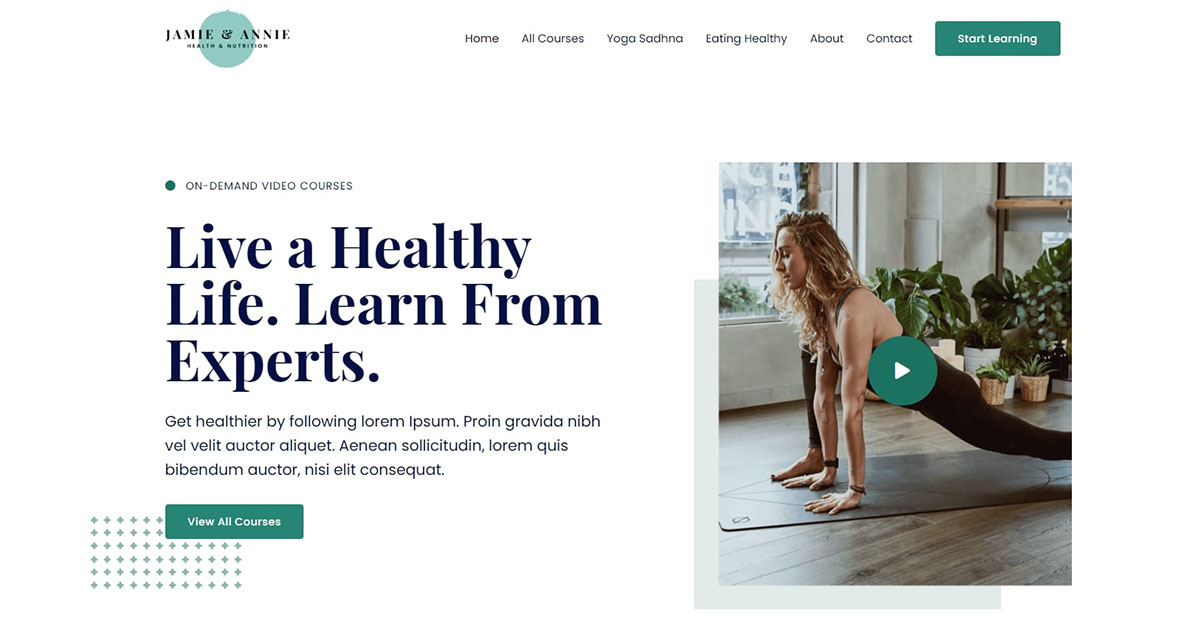 JAMIE & ANNIE
HEALTH & NUTRITION
Home
All Courses
Yoga Sadhna
Eating Healthy
About
Contact
Start Learning
ON-DEMAND VIDEO COURSES
Live a Healthy
Life. Learn From
Experts.
Get healthier by following lorem Ipsum. Proin gravida nibh
vel velit auctor aliquet. Aenean sollicitudin, lorem quis
bibendum auctor, nisi elit consequat.
View All Courses